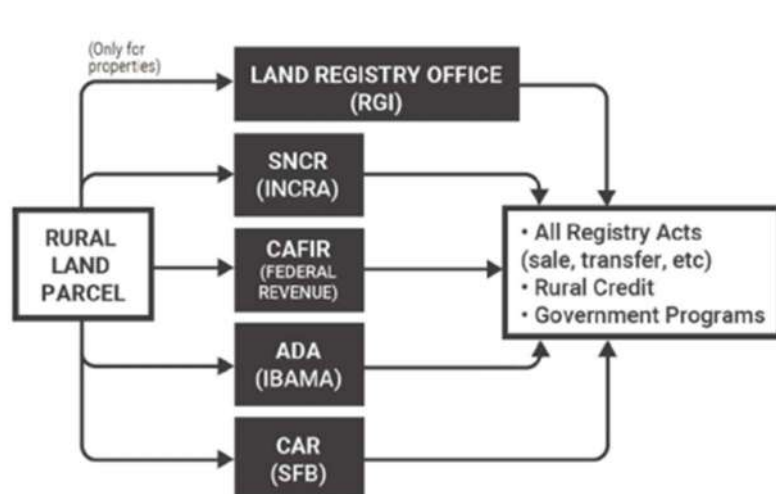 (Only for
properties)
LAND REGISTRY OFFICE
(RGI)
SNCR
(INCRA)
RURAL
LAND
PARCEL
CAFIR
(FEDERAL
REVENUE)
ADA
(IBAMA)
CAR
(SFB)
• All Registry Acts
(sale, transfer, etc)
• Rural Credit
• Government Programs